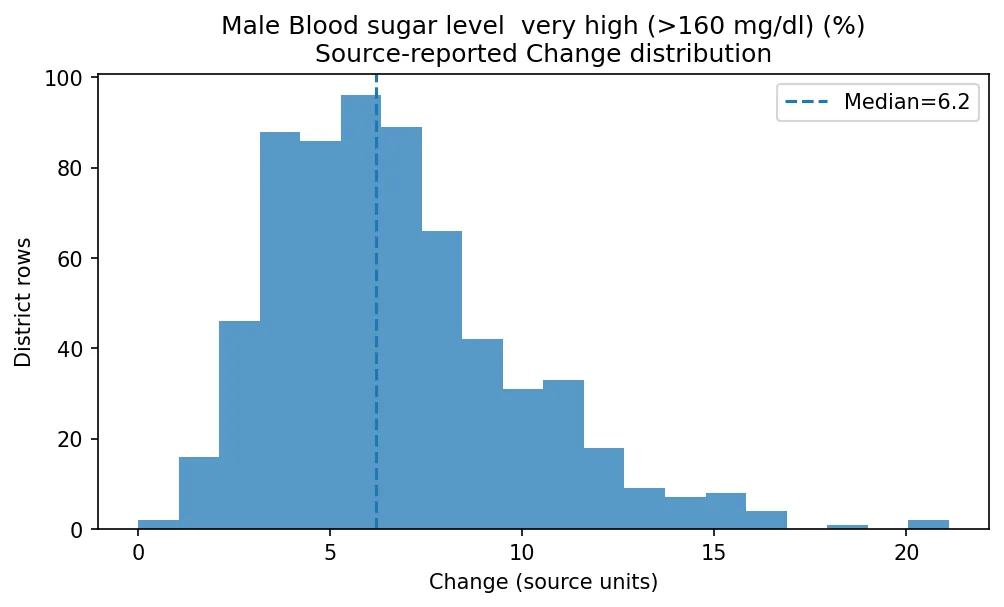 Male Blood sugar level  very high (>160 mg/dl) (%)
Source-reported Change distribution
Median=6.2
District rows
100
80
60
40
20
0
0 5 10 15 20
Change (source units)